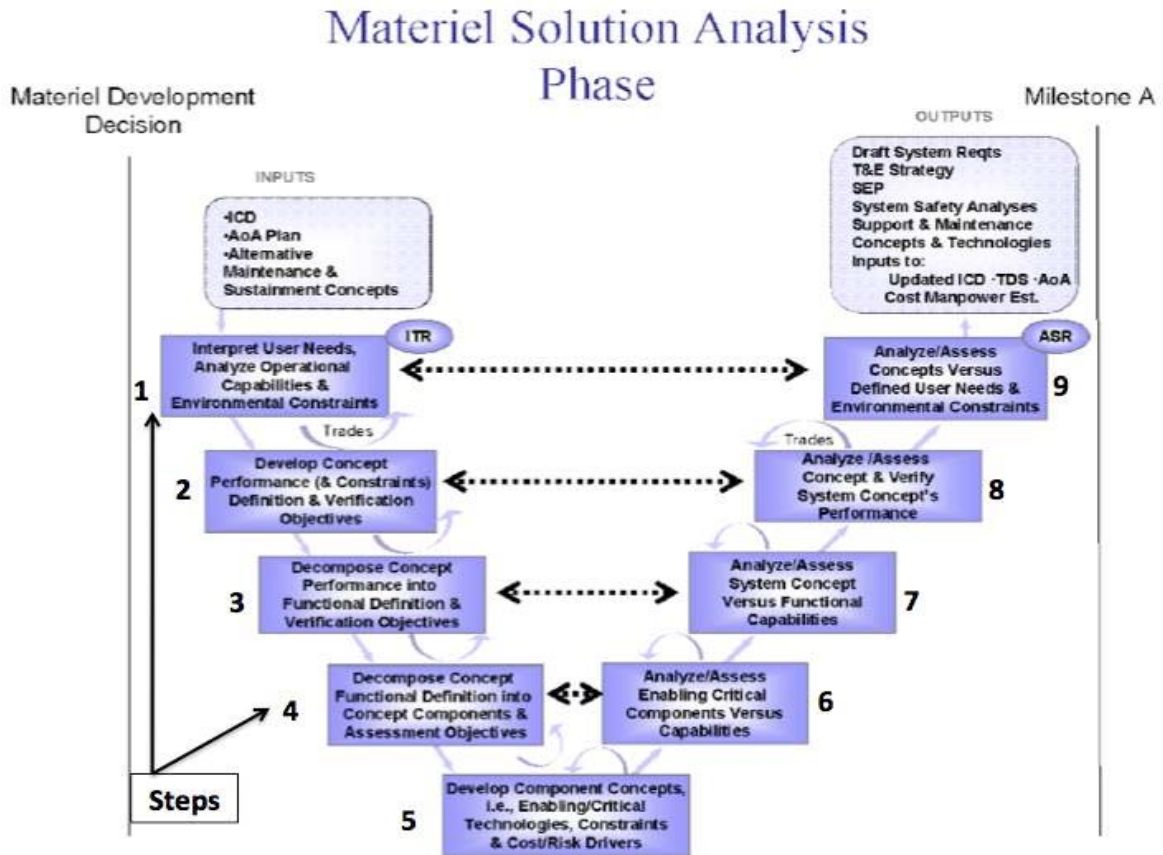 Materiel Solution Analysis
Phase
Materiel Development
Decision
Milestone A
INPUTS
•ICD
•AoA Plan
•Alternative
Maintenance &
Sustainment Concepts
OUTPUTS
Draft System Reqts
T&E Strategy
SEP
System Safety Analyses
Support & Maintenance
Concepts & Technologies
Inputs to:
Updated ICD ·TDS ·AoA
Cost Manpower Est.
1
Interpret User Needs,
Analyze Operational
Capabilities &
Environmental Constraints
ITR
Trades
2
Develop Concept
Performance (& Constraints)
Definition & Verification
Objectives
3
Decompose Concept
Performance into
Functional Definition &
Verification Objectives
4
Decompose Concept
Functional Definition into
Concept Components &
Assessment Objectives
Steps
5
Develop Component Concepts,
i.e., Enabling/Critical
Technologies, Constraints
& Cost/Risk Drivers
Analyze/Assess
Enabling Critical
Components Versus
Capabilities
6
Analyze/Assess
System Concept
Versus Functional
Capabilities
7
Trades
Analyze /Assess
Concept & Verify
System Concept's
Performance
8
ASR
Analyze/Assess
Concepts Versus
Defined User Needs &
Environmental Constraints
9